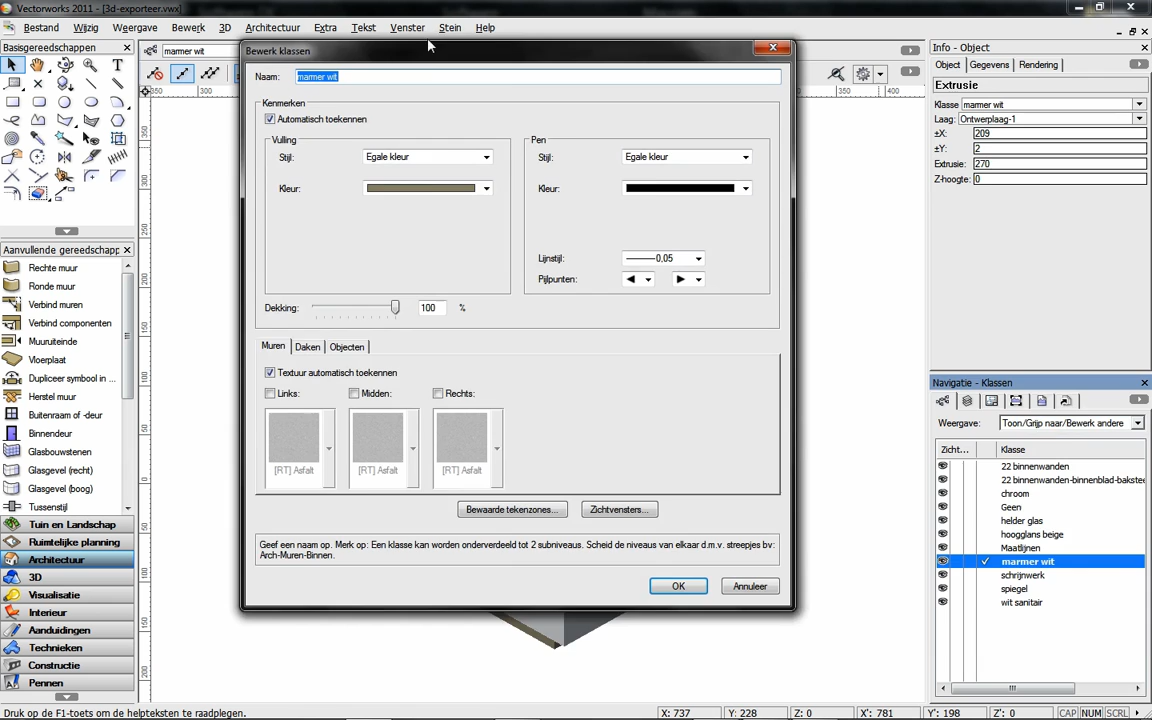 Vectorworks 2011 - [3d-exporteer.vwx]
Bestand Wijzig Weergave Bewerk 3D Architectuur Extra Tekst Venster Stein Help
Basisgereedschappen
marmer wit
350 300 350 400
Bewerk klassen
Naam: marmer wit
Kenmerken
Automatisch toekennen
Vulling
Stijl: Egale kleur
Kleur:
Pen
Stijl: Egale kleur
Kleur:
Lijnstijl: 0,05
Pijlpunten:
Dekking: 100 %
Muren Daken Objecten
Textuur automatisch toekennen
Links: Midden: Rechts:
[RT] Asfalt [RT] Asfalt [RT] Asfalt
Bewaarde tekenzones... Zichtvensters...
Geef een naam op. Merk op: Een klasse kan worden onderverdeeld tot 2 subniveaus. Scheid de niveaus van elkaar d.m.v. streepjes bv:
Arch-Muren-Binnen.
OK Annuleer
Aanvullende gereedschapp
Rechte muur
Ronde muur
Verbind muren
Verbind componenten
Muuruiteinde
Vloerplaat
Dupliceer symbool in ...
Herstel muur
Buitenraam of -deur
Binnendeur
Glasbouwstenen
Glasgevel (recht)
Glasgevel (boog)
Tussenstijl
Tuin en Landschap
Ruimtelijke planning
Architectuur
3D
Visualisatie
Interieur
Aanduidingen
Technieken
Constructie
Pennen
Info - Object
Object Gegevens Rendering
Extrusie
Klasse marmer wit
Laag: Ontwerplaag-1
±X: 209
±Y: 2
Extrusie: 270
Z-hoogte: 0
Navigatie - Klassen
Weergave: Toon/Grijp naar/Bewerk andere
Zicht... Klasse
22 binnenwanden
22 binnenwanden-binnenblad-bakste
chroom
Geen
helder glas
hoogglans beige
Maatlijnen
marmer wit
schrijnwerk
spiegel
wit sanitair
Druk op de F1-toets om de helpteksten te raadplegen.
X: 737 Y: 228 Z: 0 X': 781 Y': 198 Z': 0 CAP NUM SCRL